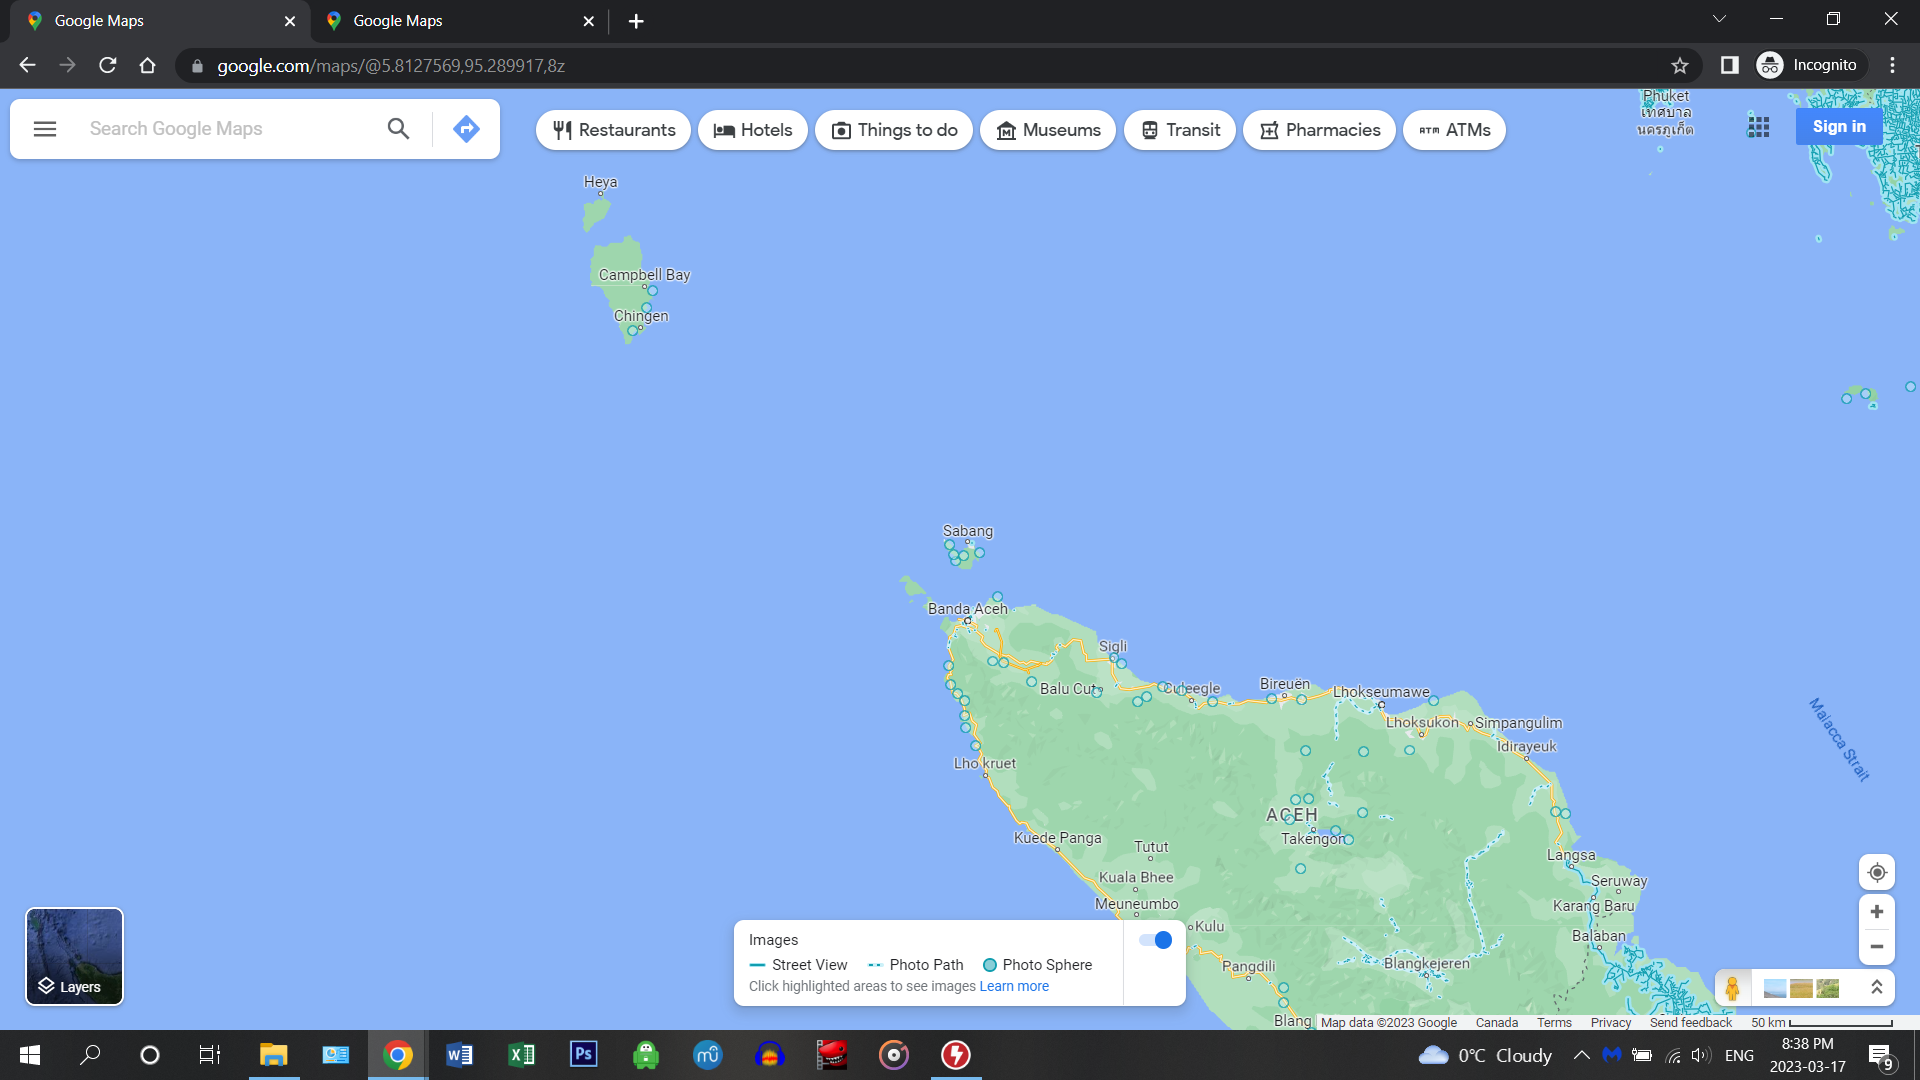 Google Maps
Google Maps
google.com/maps/@5.8127569,95.289917,8z
Incognito
Search Google Maps
Restaurants
Hotels
Things to do
Museums
Transit
Pharmacies
ATMs
Sign in
Phuket
เทศบาล
นครภูเก็ต
Heya
Campbell Bay
Chingen
Sabang
Banda Aceh
Sigli
Balu Cut
Culeegle
Bireuën
Lhokseumawe
Lhoksukon
Simpangulim
Idirayeuk
Malacca Strait
Lho kruet
ACEH
Takengon
Kuede Panga
Tutut
Langsa
Kuala Bhee
Seruway
Meuneumbo
Karang Baru
Kulu
Balaban
Blangkejeren
Pangdili
Blang
Images
Street View
Photo Path
Photo Sphere
Click highlighted areas to see images Learn more
Layers
Map data ©2023 Google
Canada
Terms
Privacy
Send feedback
50 km
W
X
Ps
mu
0°C Cloudy
ENG
8:38 PM
2023-03-17
9